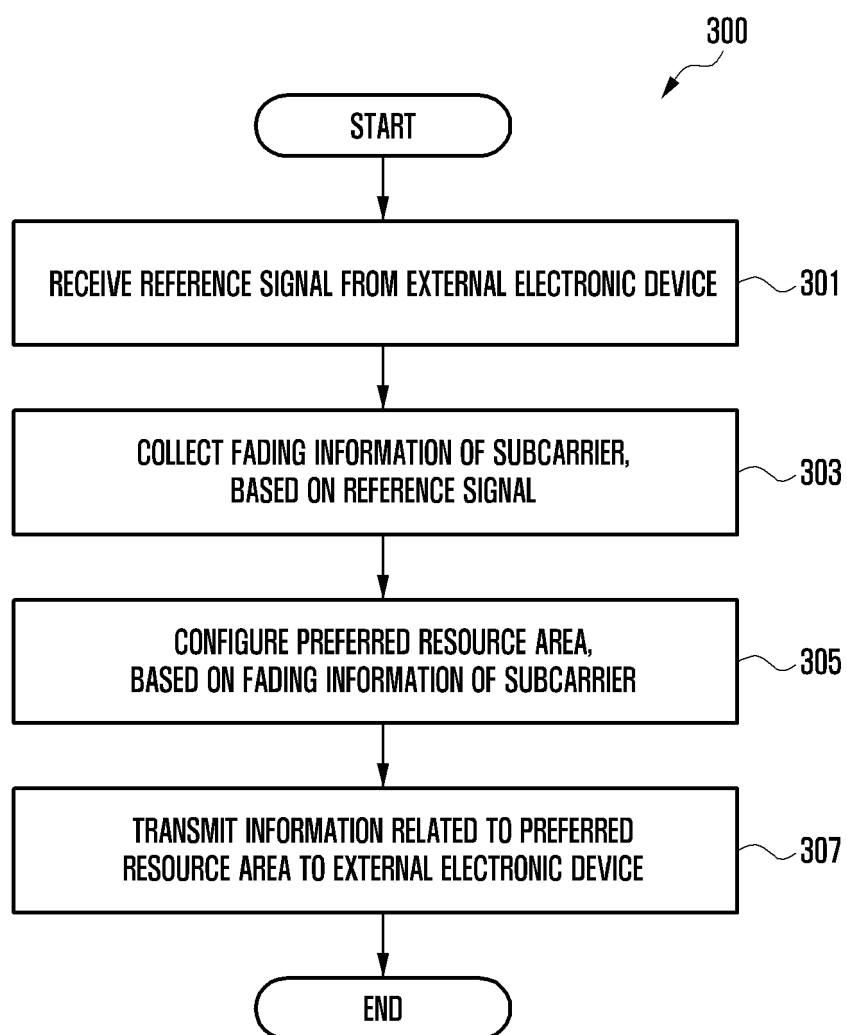 300
START
RECEIVE REFERENCE SIGNAL FROM EXTERNAL ELECTRONIC DEVICE
301
COLLECT FADING INFORMATION OF SUBCARRIER,
BASED ON REFERENCE SIGNAL
303
CONFIGURE PREFERRED RESOURCE AREA,
BASED ON FADING INFORMATION OF SUBCARRIER
305
TRANSMIT INFORMATION RELATED TO PREFERRED
RESOURCE AREA TO EXTERNAL ELECTRONIC DEVICE
307
END